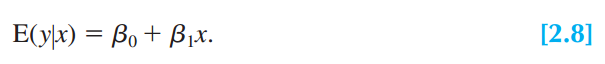 E(y|x) = β₀ + β₁x. [2.8]